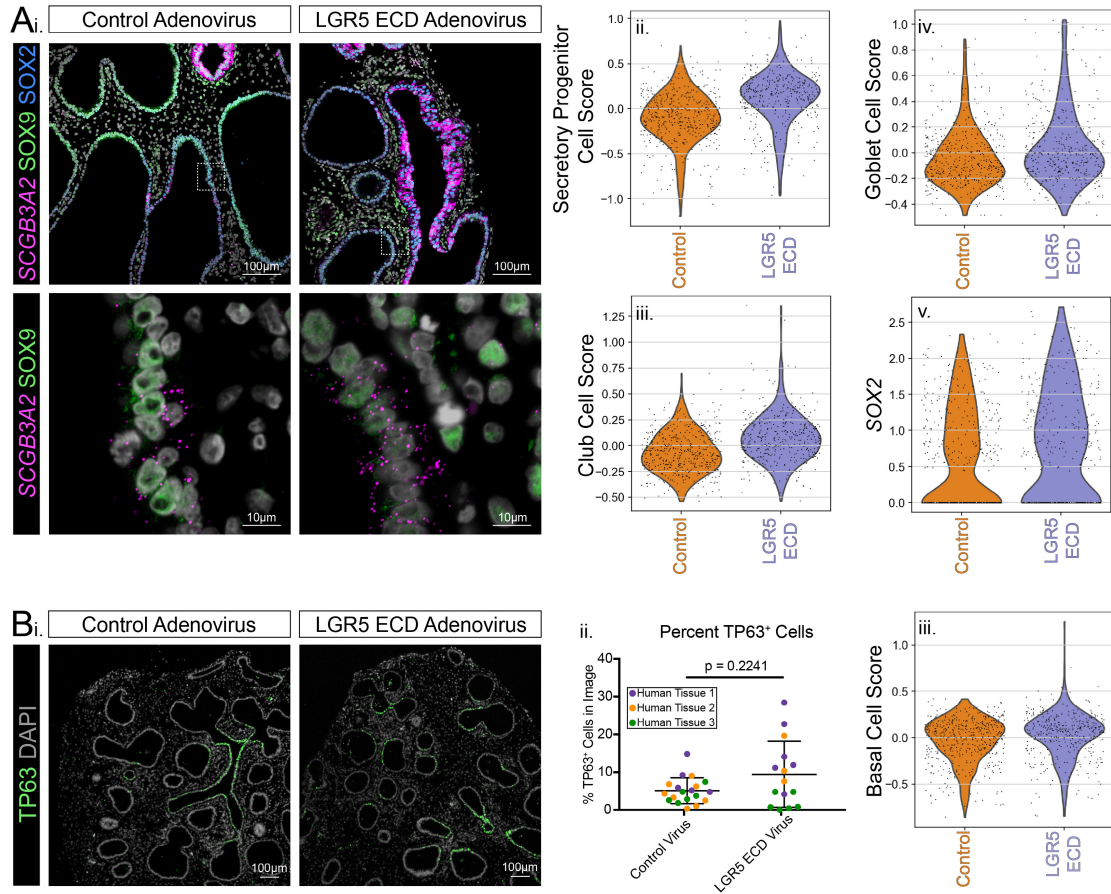 A i.
Control Adenovirus
LGR5 ECD Adenovirus
SCGB3A2 SOX9 SOX2
100µm
100µm
SCGB3A2 SOX9
10µm
10µm
ii.
Secretory Progenitor
Cell Score
1.0
0.5
0.0
−0.5
−1.0
Control
LGR5
ECD
iv.
Goblet Cell Score
1.0
0.8
0.6
0.4
0.2
0.0
−0.2
−0.4
Control
LGR5
ECD
iii.
Club Cell Score
1.25
1.00
0.75
0.50
0.25
0.00
−0.25
−0.50
Control
LGR5
ECD
v.
SOX2
2.5
2.0
1.5
1.0
0.5
0.0
Control
LGR5
ECD
B i.
Control Adenovirus
LGR5 ECD Adenovirus
TP63 DAPI
100µm
100µm
ii.
Percent TP63⁺ Cells
% TP63⁺ Cells in Image
40
30
20
10
0
p = 0.2241
Human Tissue 1
Human Tissue 2
Human Tissue 3
Control Virus
LGR5 ECD Virus
iii.
Basal Cell Score
1.0
0.5
0.0
−0.5
Control
LGR5
ECD